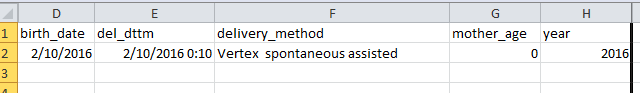 D E F G H
1 birth_date del_dttm delivery_method mother_age year
2 2/10/2016 2/10/2016 0:10 Vertex  spontaneous assisted 0 2016
3